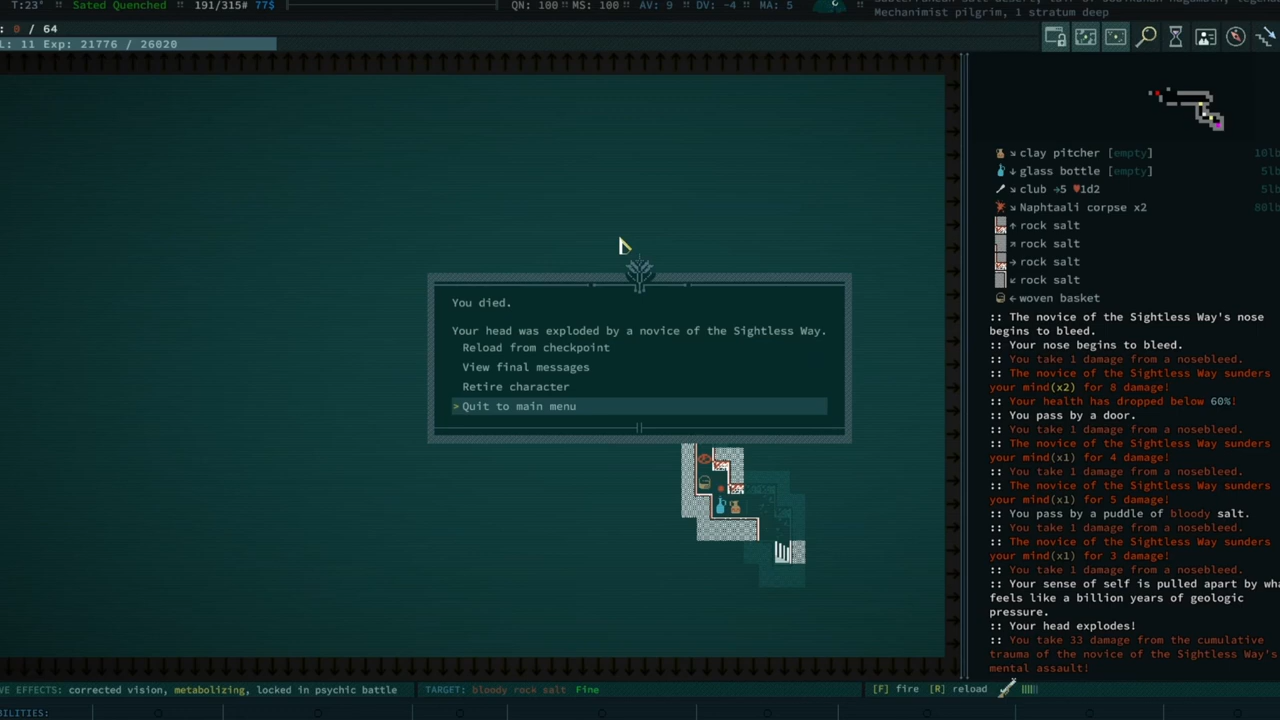 T:23° :: Sated Quenched :: 191/315# 77$ QN: 100 :: MS: 100 :: AV: 9 :: DV: -4 :: MA: 5
Mechanimist pilgrim, 1 stratum deep
: 0 / 64
L: 11 Exp: 21776 / 26020
clay pitcher [empty] 10lb
glass bottle [empty] 5lb
club →5 ♥1d2 5lb
Naphtaali corpse x2 80lb
rock salt
rock salt
rock salt
rock salt
woven basket
You died.
Your head was exploded by a novice of the Sightless Way.
Reload from checkpoint
View final messages
Retire character
> Quit to main menu
:: The novice of the Sightless Way's nose
begins to bleed.
:: Your nose begins to bleed.
:: You take 1 damage from a nosebleed.
:: The novice of the Sightless Way sunders
your mind(x2) for 8 damage!
:: Your health has dropped below 60%!
:: You pass by a door.
:: You take 1 damage from a nosebleed.
:: The novice of the Sightless Way sunders
your mind(x1) for 4 damage!
:: You take 1 damage from a nosebleed.
:: The novice of the Sightless Way sunders
your mind(x1) for 5 damage!
:: You pass by a puddle of bloody salt.
:: You take 1 damage from a nosebleed.
:: The novice of the Sightless Way sunders
your mind(x1) for 3 damage!
:: You take 1 damage from a nosebleed.
:: Your sense of self is pulled apart by wha
feels like a billion years of geologic
pressure.
:: Your head explodes!
:: You take 33 damage from the cumulative
trauma of the novice of the Sightless Way's
mental assault!
VE EFFECTS: corrected vision, metabolizing, locked in psychic battle
TARGET: bloody rock salt Fine
[F] fire [R] reload
BILITIES: